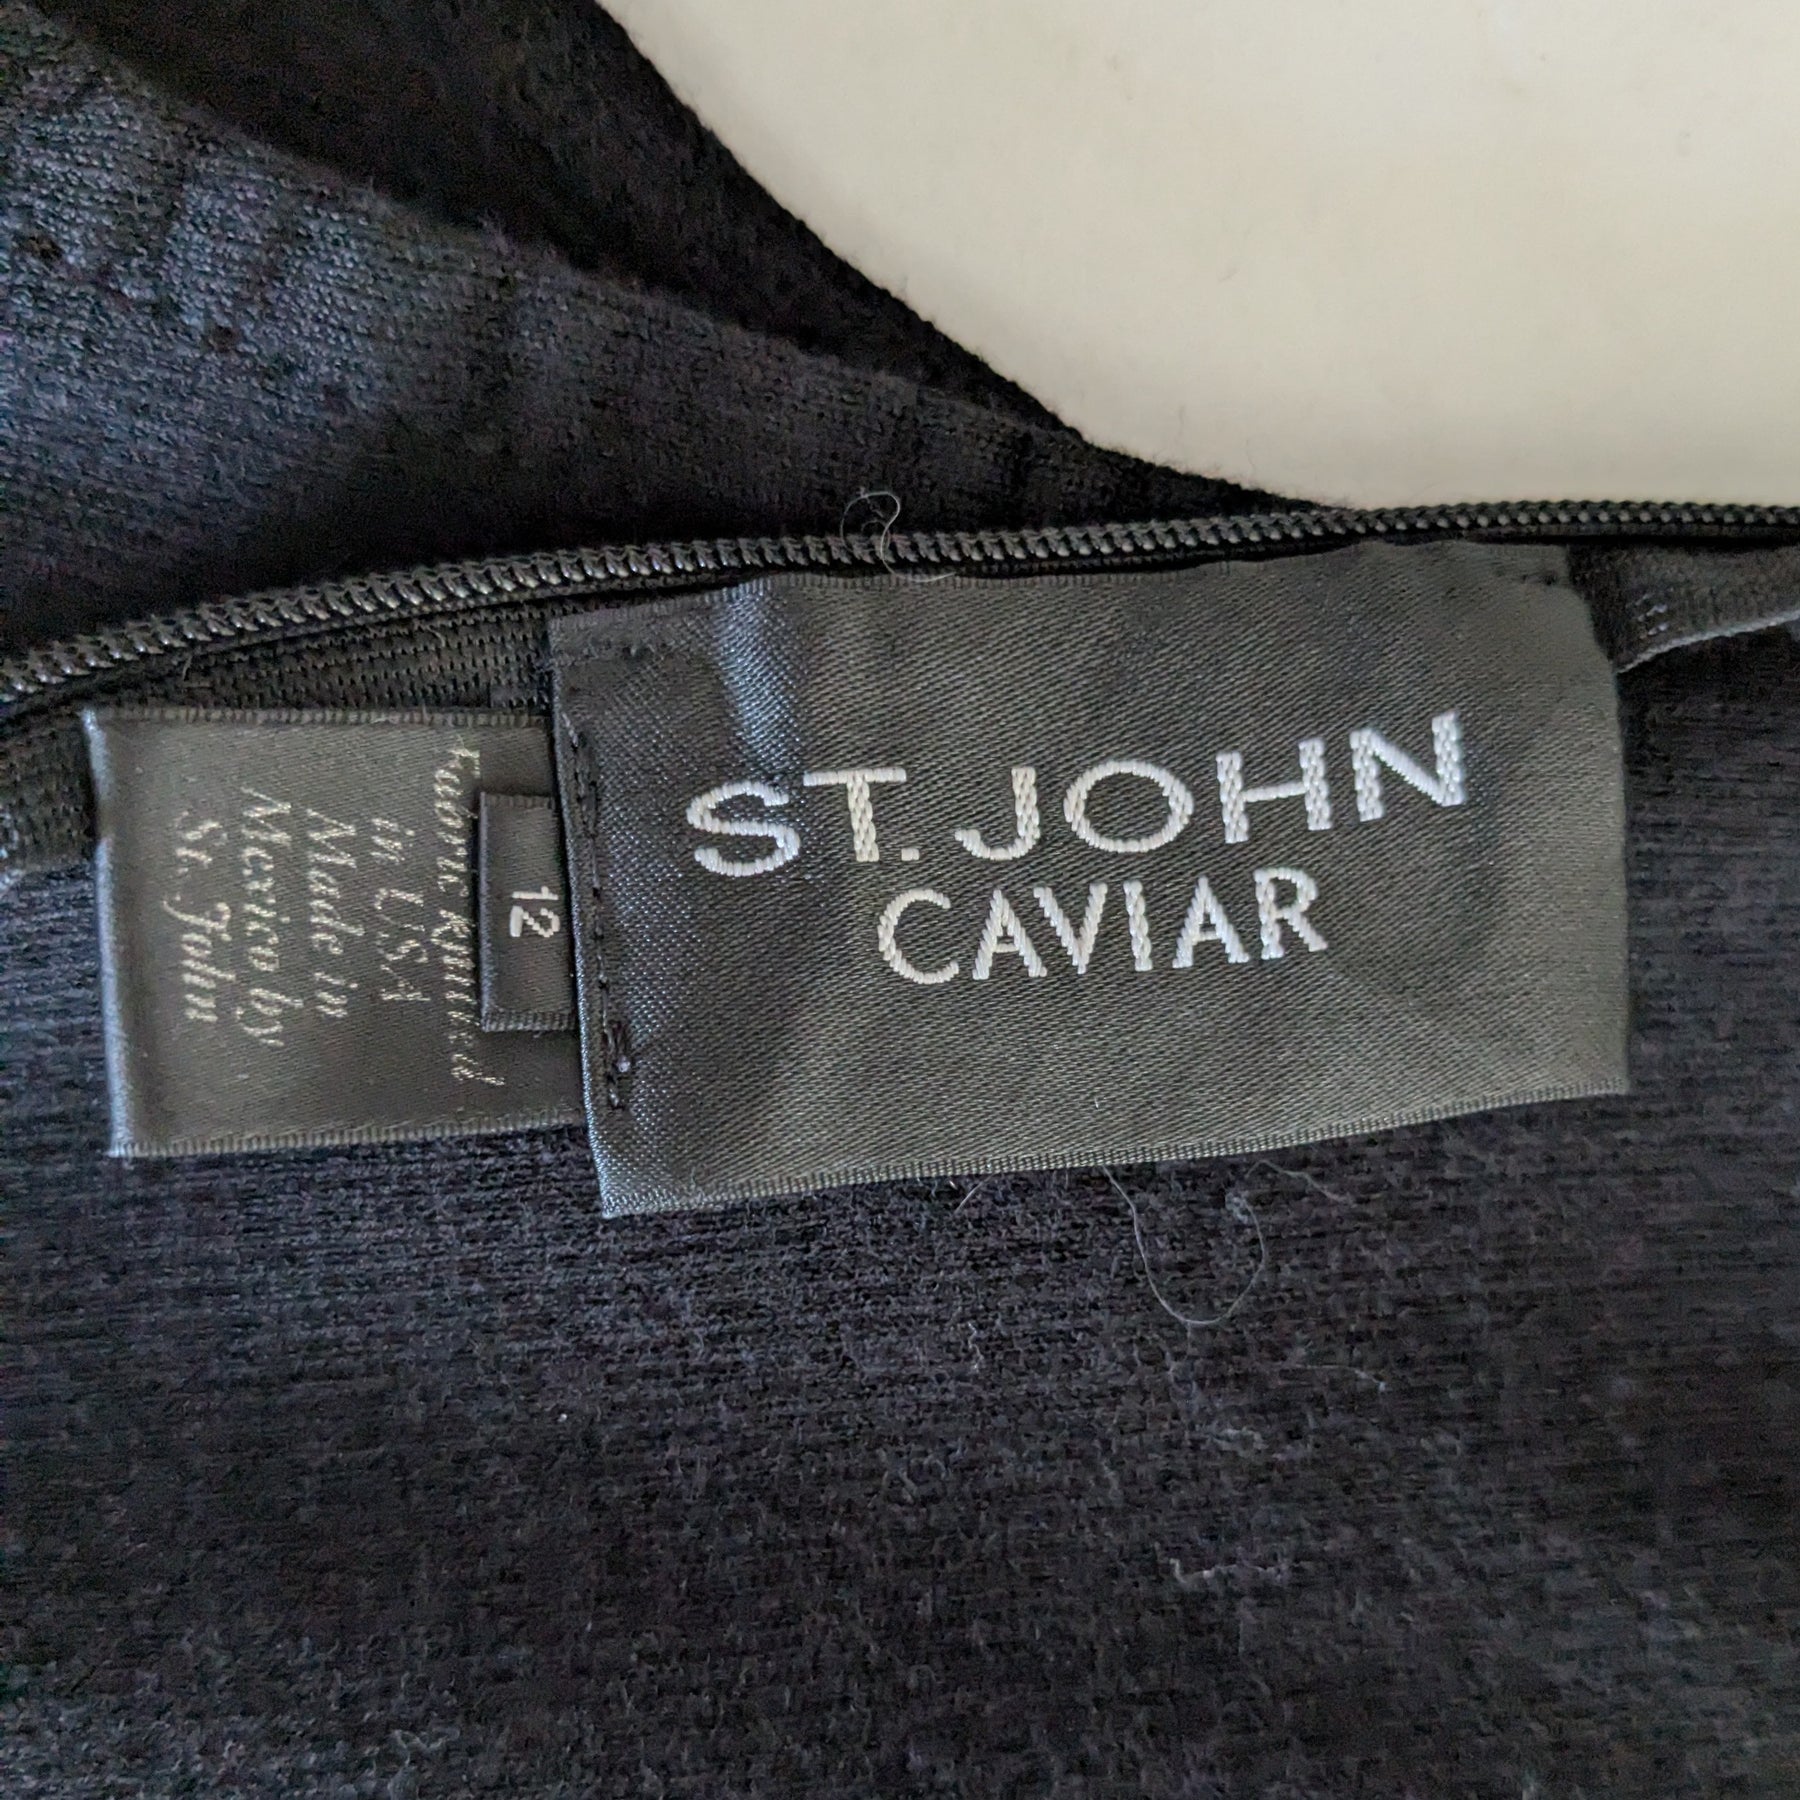 ST. JOHN
CAVIAR
12
Fabric Knitted
in USA
Made in
Mexico by
St. John